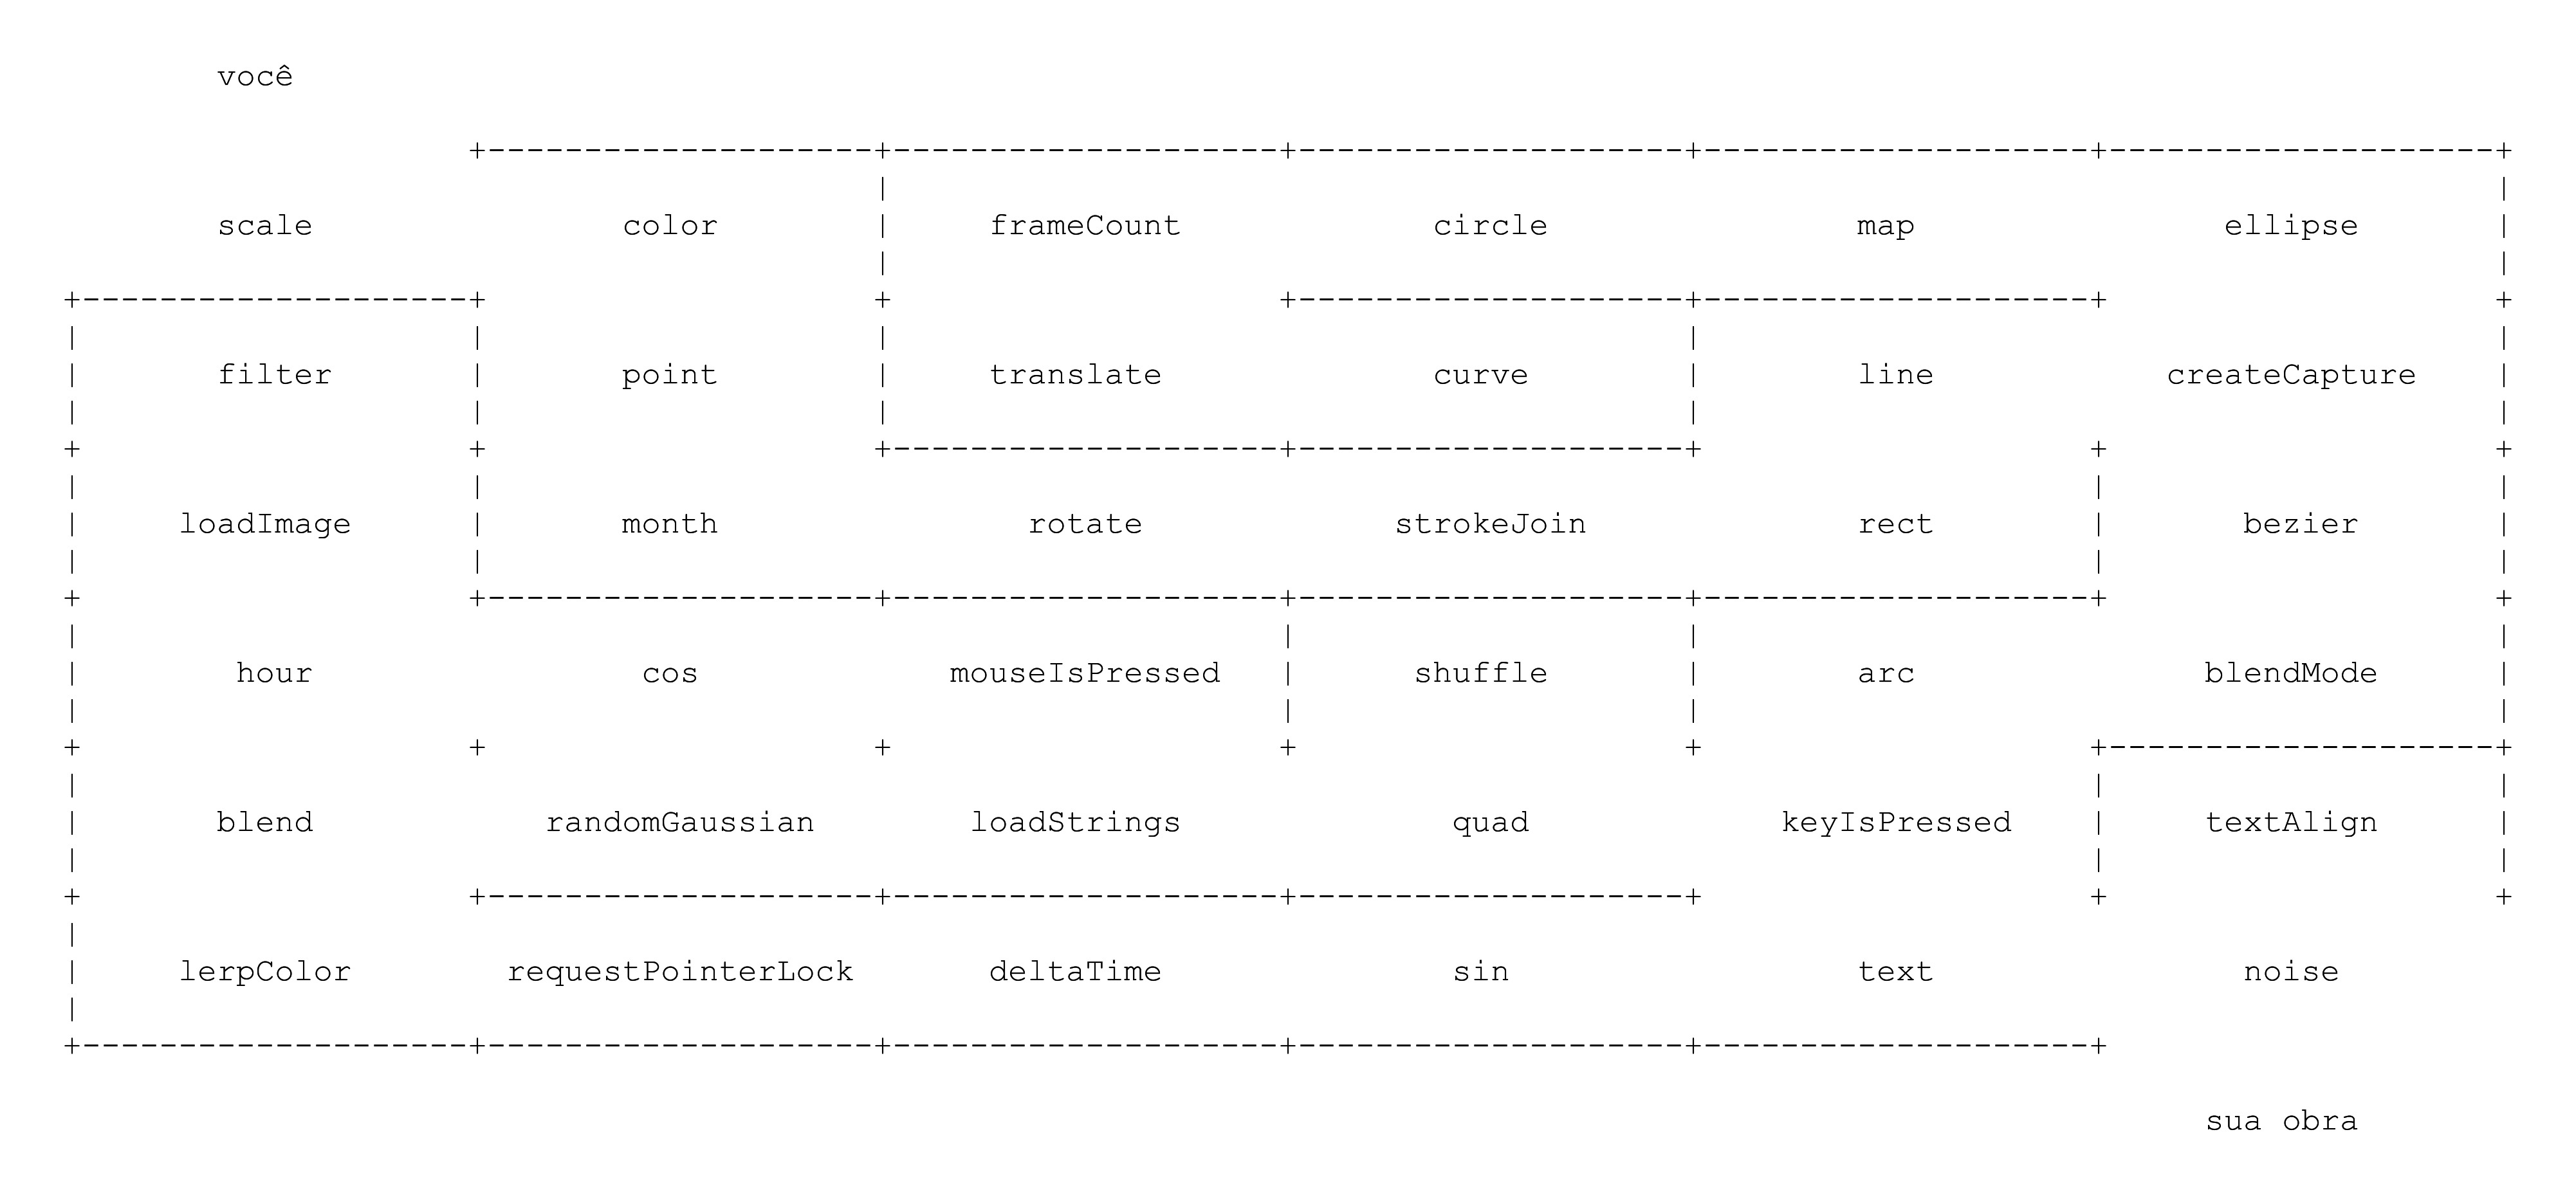 você
scale color frameCount circle map ellipse
filter point translate curve line createCapture
loadImage month rotate strokeJoin rect bezier
hour cos mouseIsPressed shuffle arc blendMode
blend randomGaussian loadStrings quad keyIsPressed textAlign
lerpColor requestPointerLock deltaTime sin text noise
sua obra